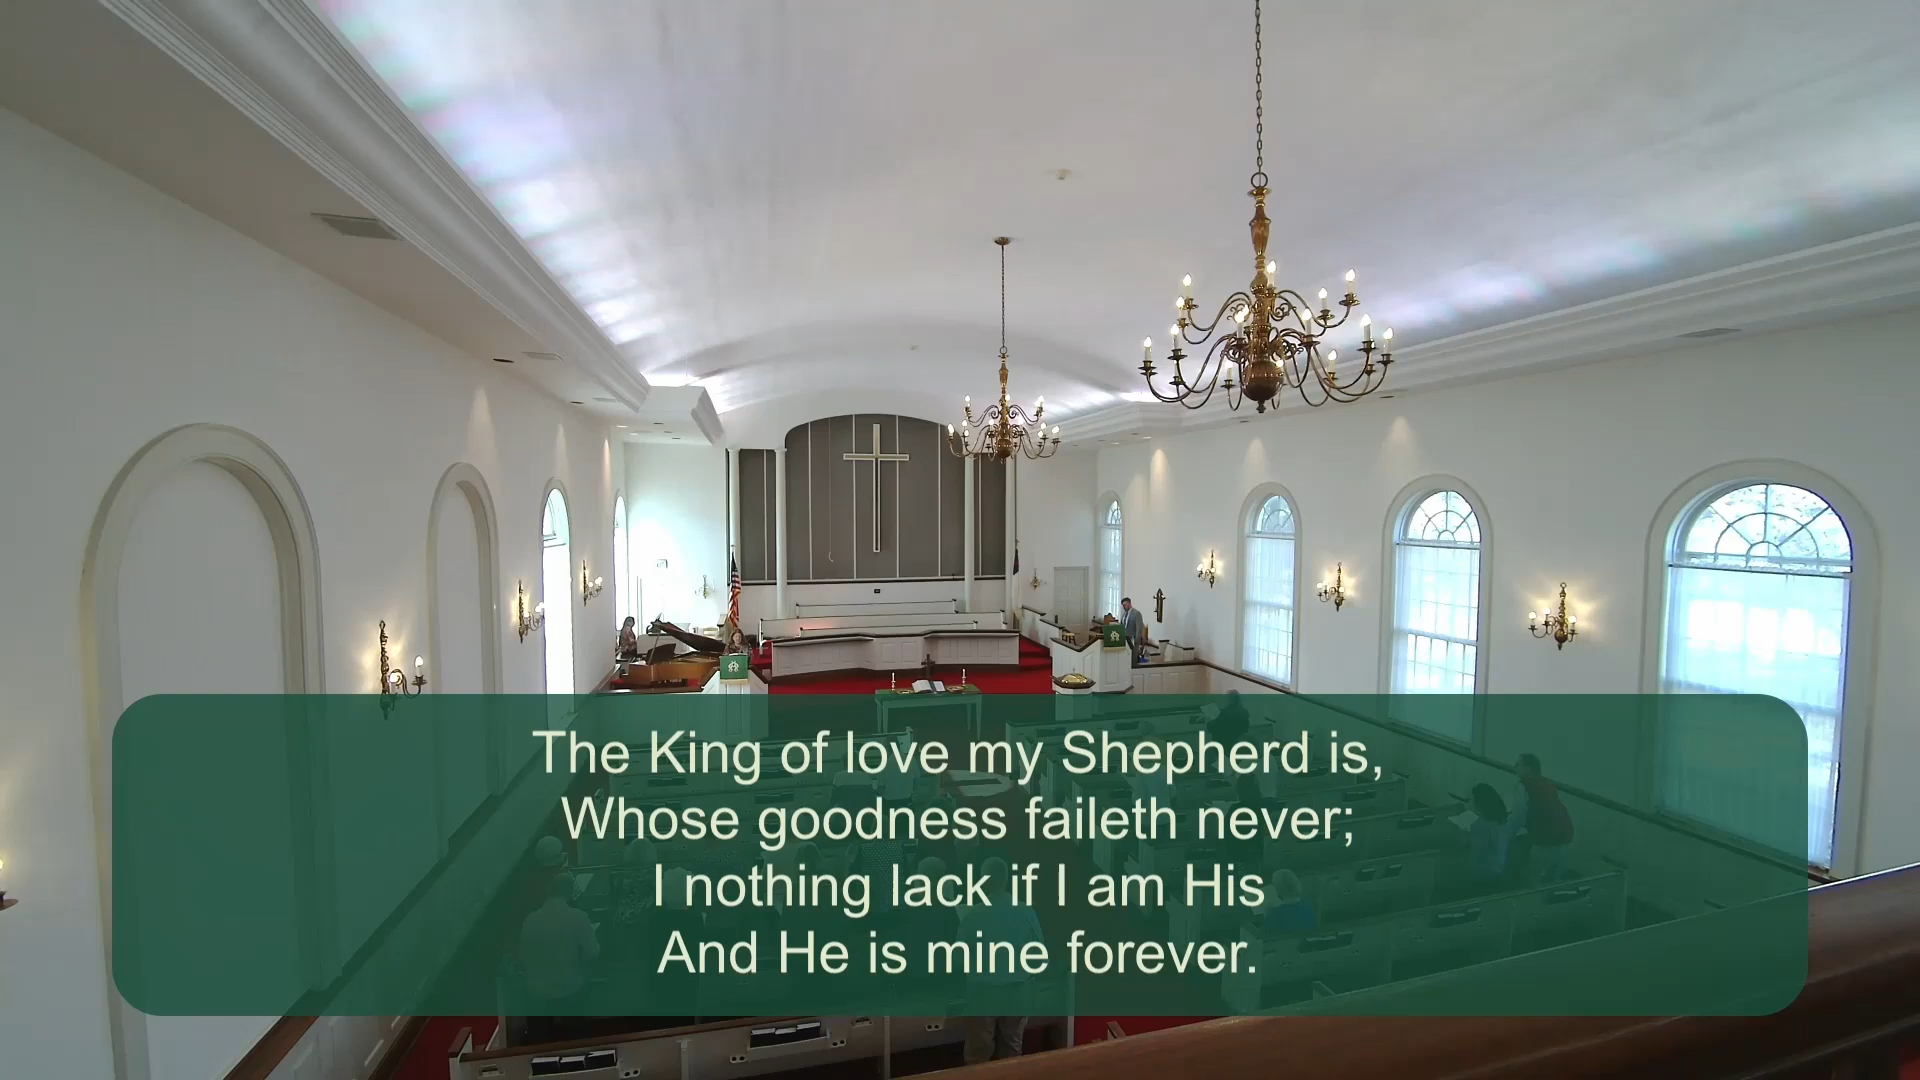 The King of love my Shepherd is,
Whose goodness faileth never;
I nothing lack if I am His
And He is mine forever.